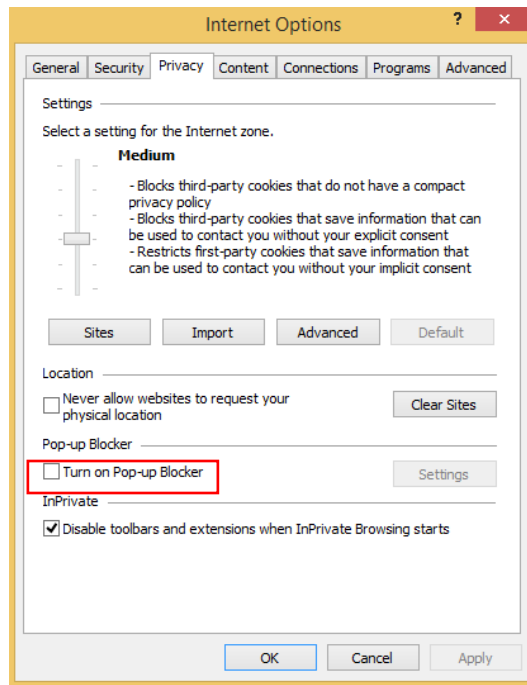 Internet Options
?
×
General Security Privacy Content Connections Programs Advanced
Settings
Select a setting for the Internet zone.
Medium
- Blocks third-party cookies that do not have a compact
privacy policy
- Blocks third-party cookies that save information that can
be used to contact you without your explicit consent
- Restricts first-party cookies that save information that
can be used to contact you without your implicit consent
Sites Import Advanced Default
Location
Never allow websites to request your
physical location
Clear Sites
Pop-up Blocker
Turn on Pop-up Blocker
Settings
InPrivate
Disable toolbars and extensions when InPrivate Browsing starts
OK Cancel Apply